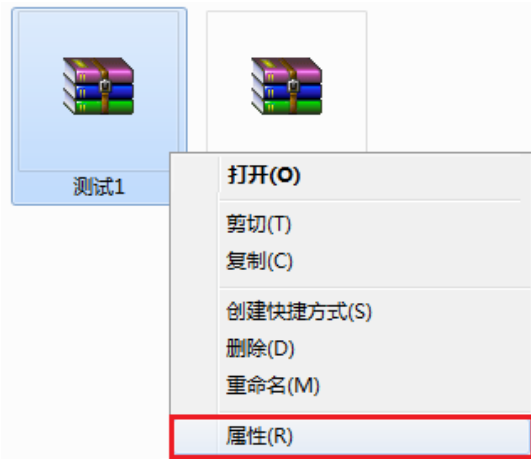 测试1
打开(O)
剪切(T)
复制(C)
创建快捷方式(S)
删除(D)
重命名(M)
属性(R)